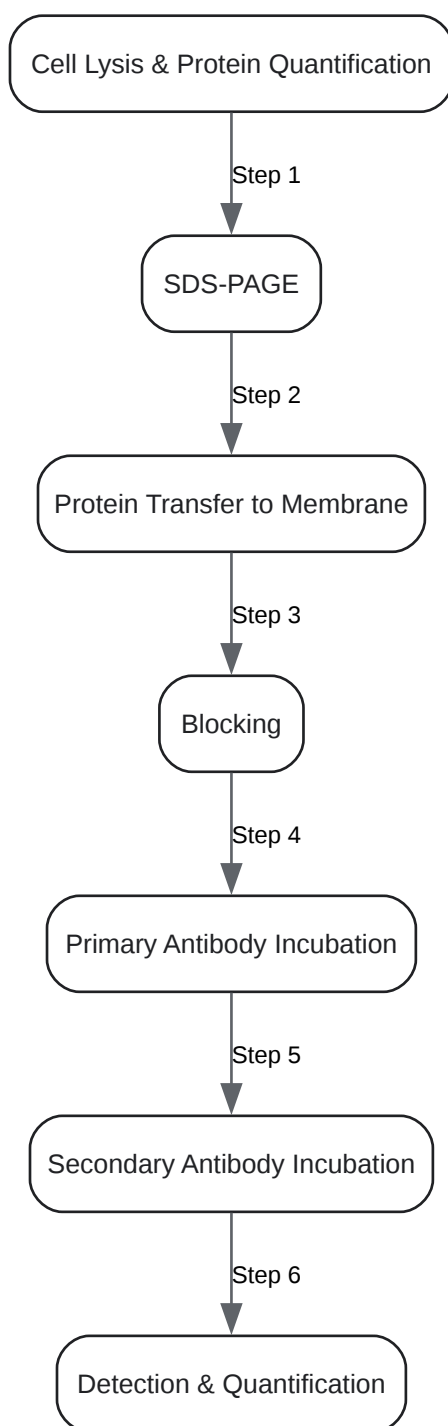 Cell Lysis & Protein Quantification
Step 1
SDS-PAGE
Step 2
Protein Transfer to Membrane
Step 3
Blocking
Step 4
Primary Antibody Incubation
Step 5
Secondary Antibody Incubation
Step 6
Detection & Quantification